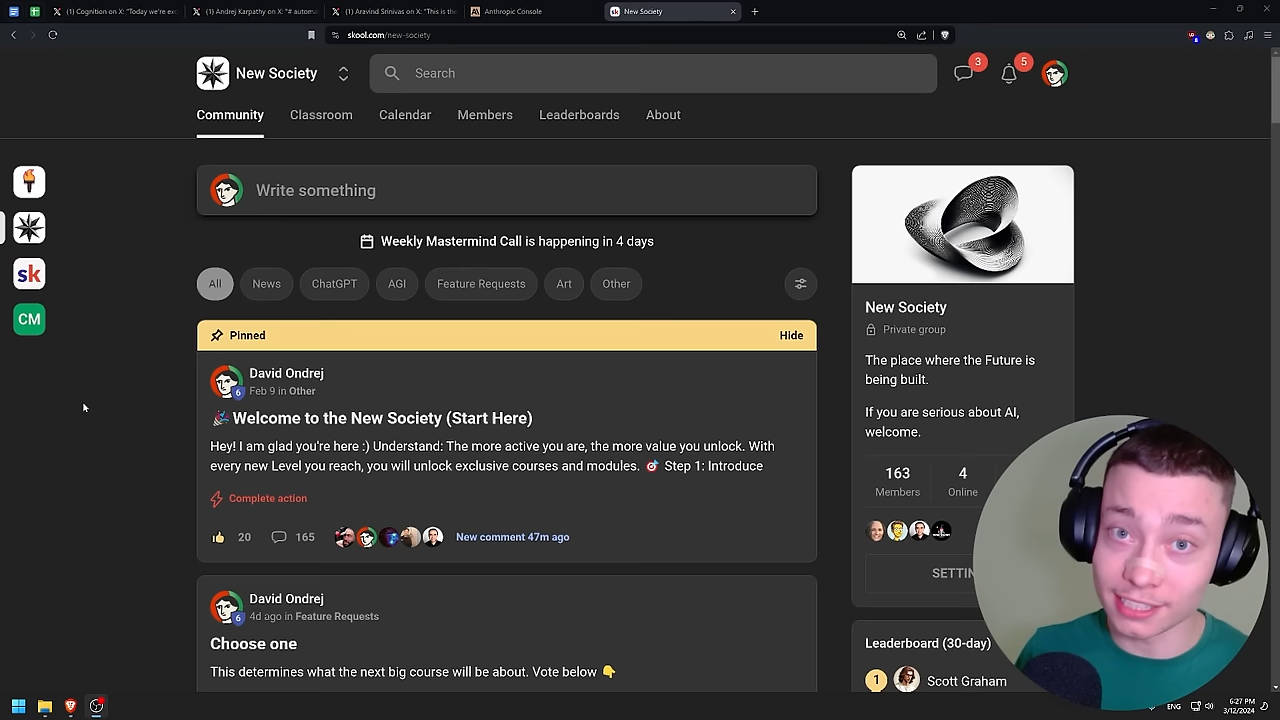 (1) Cognition on X: "Today we're exc
(1) Andrej Karpathy on X: "# autom
(1) Aravind Srinivas on X: "This is the
Anthropic Console
New Society
skool.com/new-society
New Society
Search
3
5
Community
Classroom
Calendar
Members
Leaderboards
About
Write something
Weekly Mastermind Call is happening in 4 days
All
News
ChatGPT
AGI
Feature Requests
Art
Other
sk
CM
Pinned
Hide
David Ondrej
6
Feb 9 in Other
Welcome to the New Society (Start Here)
Hey! I am glad you're here :) Understand: The more active you are, the more value you unlock. With
every new Level you reach, you will unlock exclusive courses and modules. 🎯 Step 1: Introduce
Complete action
20
165
New comment 47m ago
David Ondrej
6
4d ago in Feature Requests
Choose one
This determines what the next big course will be about. Vote below 👇
New Society
Private group
The place where the Future is
being built.
If you are serious about AI,
welcome.
163
Members
4
Online
SETTIN
Leaderboard (30-day)
1
Scott Graham
ENG
6:27 PM
3/12/2024